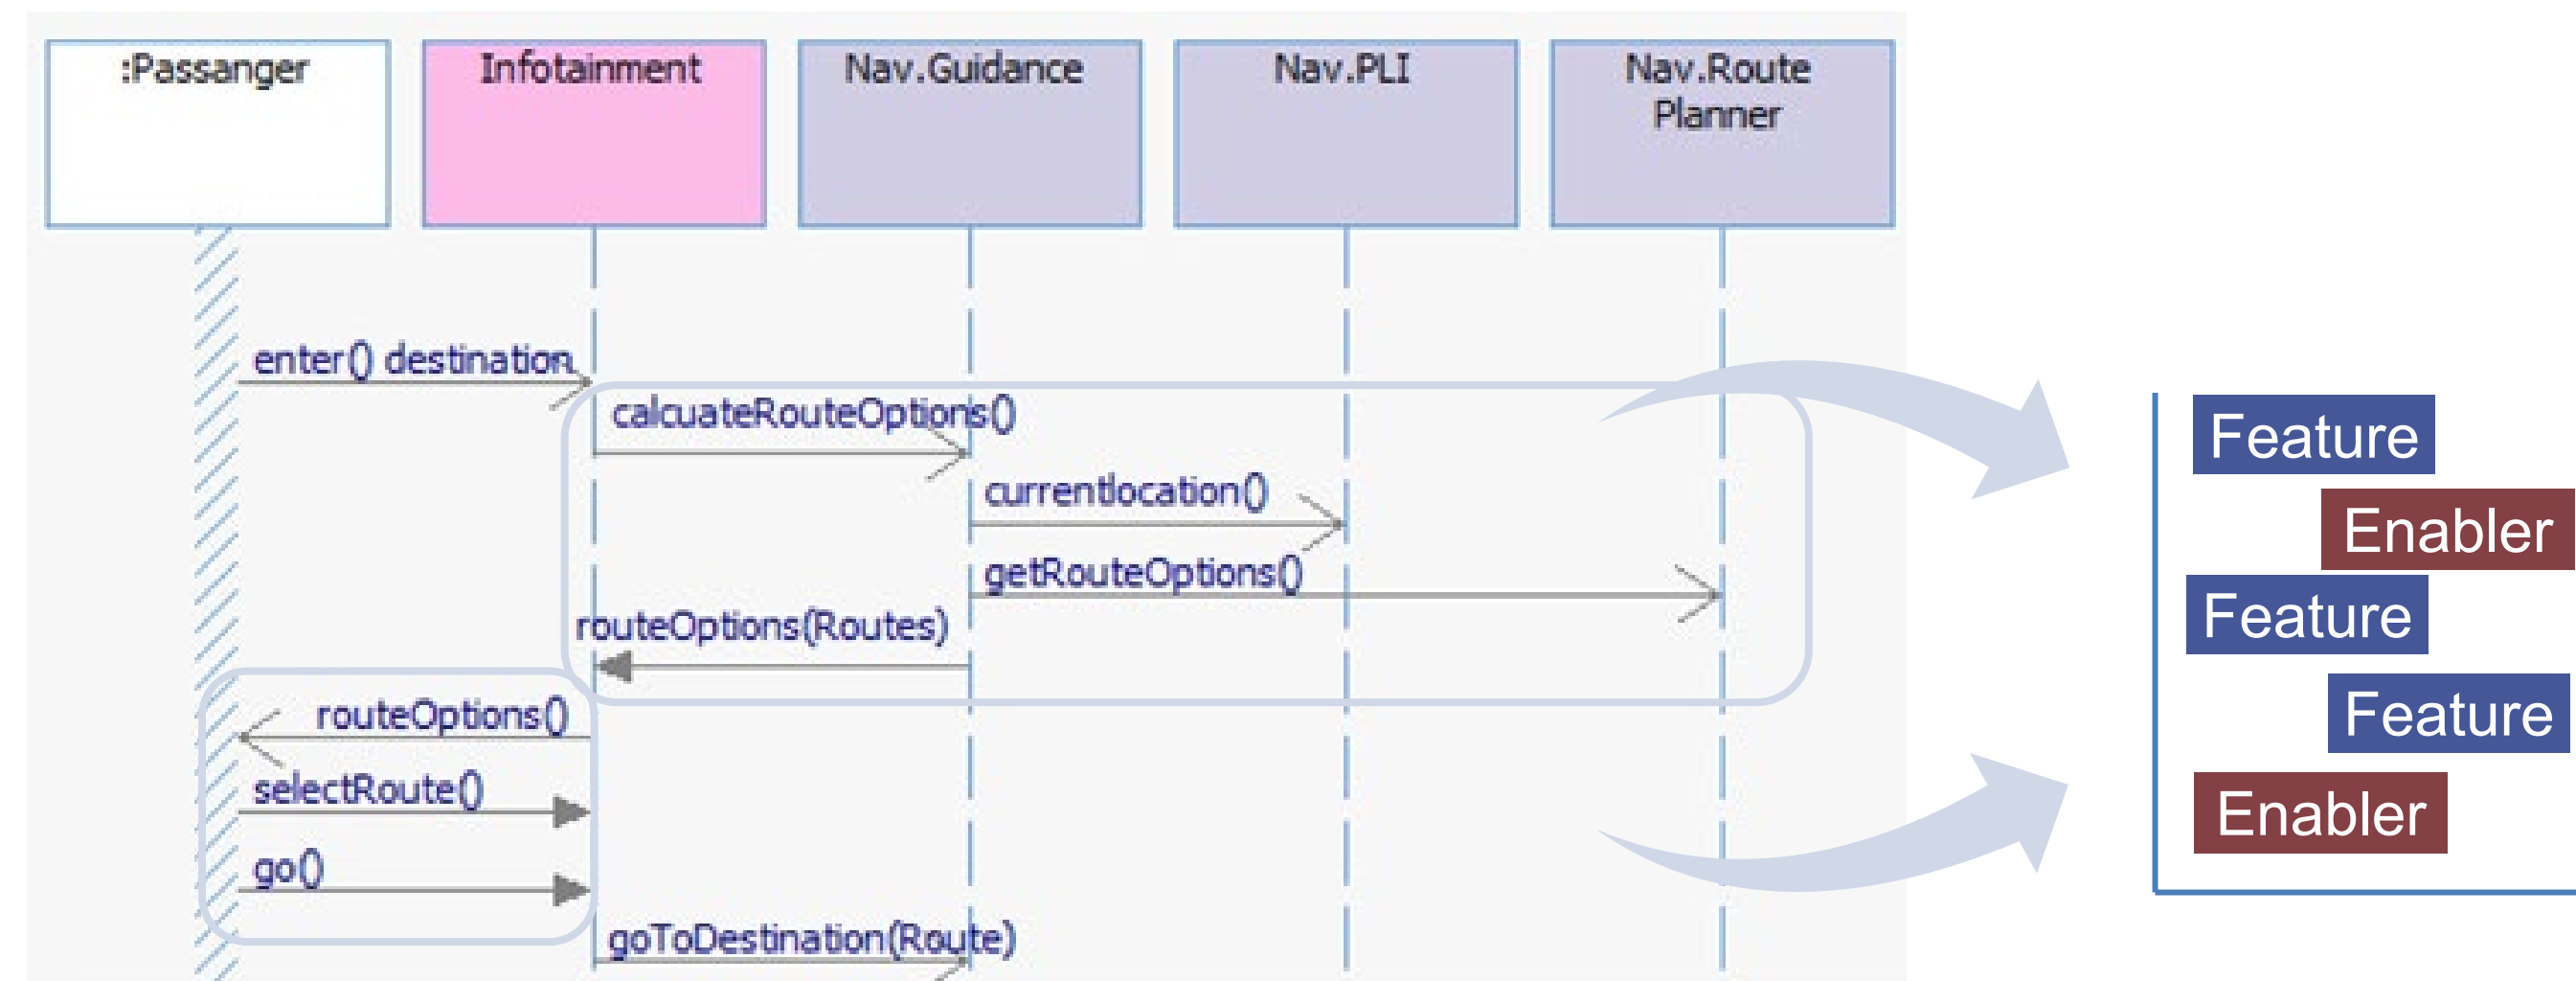 :Passanger
Infotainment
Nav.Guidance
Nav.PLI
Nav.Route
Planner
enter() destination
calcuateRouteOptions()
currentlocation()
getRouteOptions()
routeOptions(Routes)
routeOptions()
selectRoute()
go()
goToDestination(Route)
Feature
Enabler
Feature
Feature
Enabler